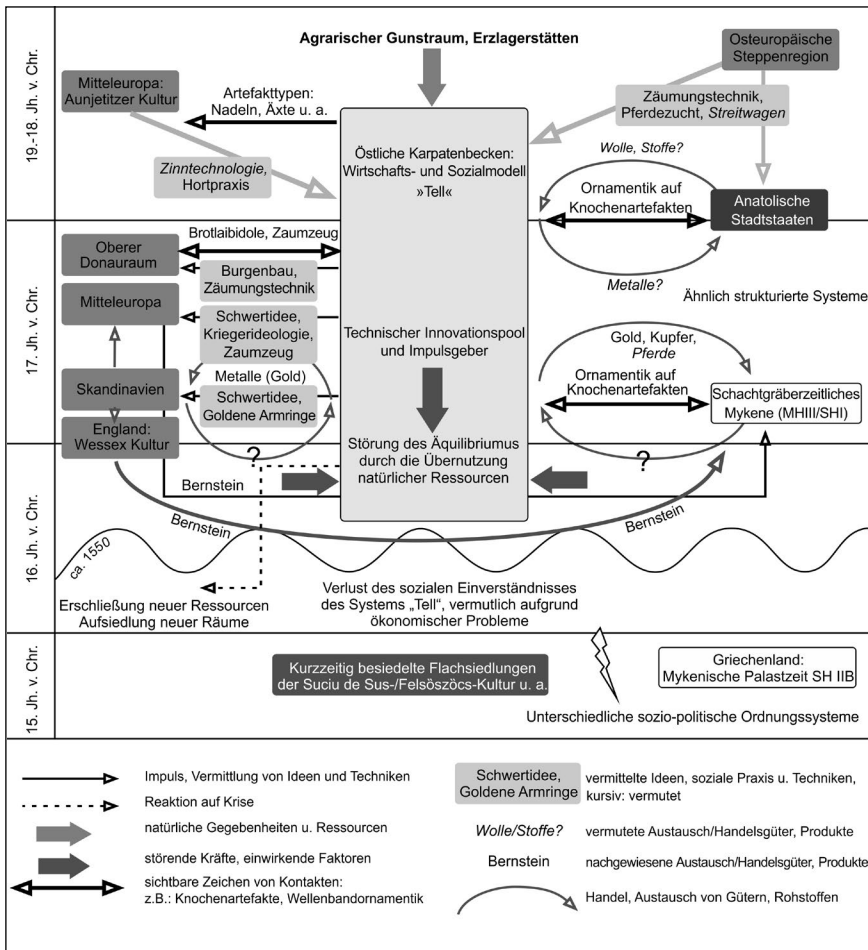 19.-18. Jh. v. Chr.
Agrarischer Gunstraum, Erzlagerstätten
Osteuropäische
Steppenregion
Mitteleuropa:
Aunjetitzer Kultur
Artefakttypen:
Nadeln, Äxte u. a.
Zäumungstechnik,
Pferdezucht, Streitwagen
Östliche Karpatenbecken:
Wirtschafts- und Sozialmodell
»Tell«
Zinntechnologie,
Hortpraxis
Wolle, Stoffe?
Ornamentik auf
Knochenartefakten
Anatolische
Stadtstaaten
Metalle?
17. Jh. v. Chr.
Brotlaibidole, Zaumzeug
Oberer
Donauraum
Burgenbau,
Zäumungstechnik
Mitteleuropa
Schwertidee,
Kriegerideologie,
Zaumzeug
Ähnlich strukturierte Systeme
Technischer Innovationspool
und Impulsgeber
Gold, Kupfer,
Pferde
Metalle (Gold)
Skandinavien
Schwertidee,
Goldene Armringe
Ornamentik auf
Knochenartefakten
Schachtgräberzeitliches
Mykene (MHIII/SHI)
England:
Wessex Kultur
?
?
Störung des Äquilibriumus
durch die Übernutzung
natürlicher Ressourcen
16. Jh. v. Chr.
Bernstein
Bernstein
Bernstein
ca. 1550
Erschließung neuer Ressourcen
Aufsiedlung neuer Räume
Verlust des sozialen Einverständnisses
des Systems „Tell“, vermutlich aufgrund
ökonomischer Probleme
15. Jh. v. Chr.
Kurzzeitig besiedelte Flachsiedlungen
der Suciu de Sus-/Felsöszöcs-Kultur u. a.
Griechenland:
Mykenische Palastzeit SH IIB
Unterschiedliche sozio-politische Ordnungssysteme
Impuls, Vermittlung von Ideen und Techniken
Reaktion auf Krise
natürliche Gegebenheiten u. Ressourcen
störende Kräfte, einwirkende Faktoren
sichtbare Zeichen von Kontakten:
z.B.: Knochenartefakte, Wellenbandornamentik
Schwertidee,
Goldene Armringe
vermittelte Ideen, soziale Praxis u. Techniken,
kursiv: vermutet
Wolle/Stoffe?
vermutete Austausch/Handelsgüter, Produkte
Bernstein
nachgewiesene Austausch/Handelsgüter, Produkte
Handel, Austausch von Gütern, Rohstoffen